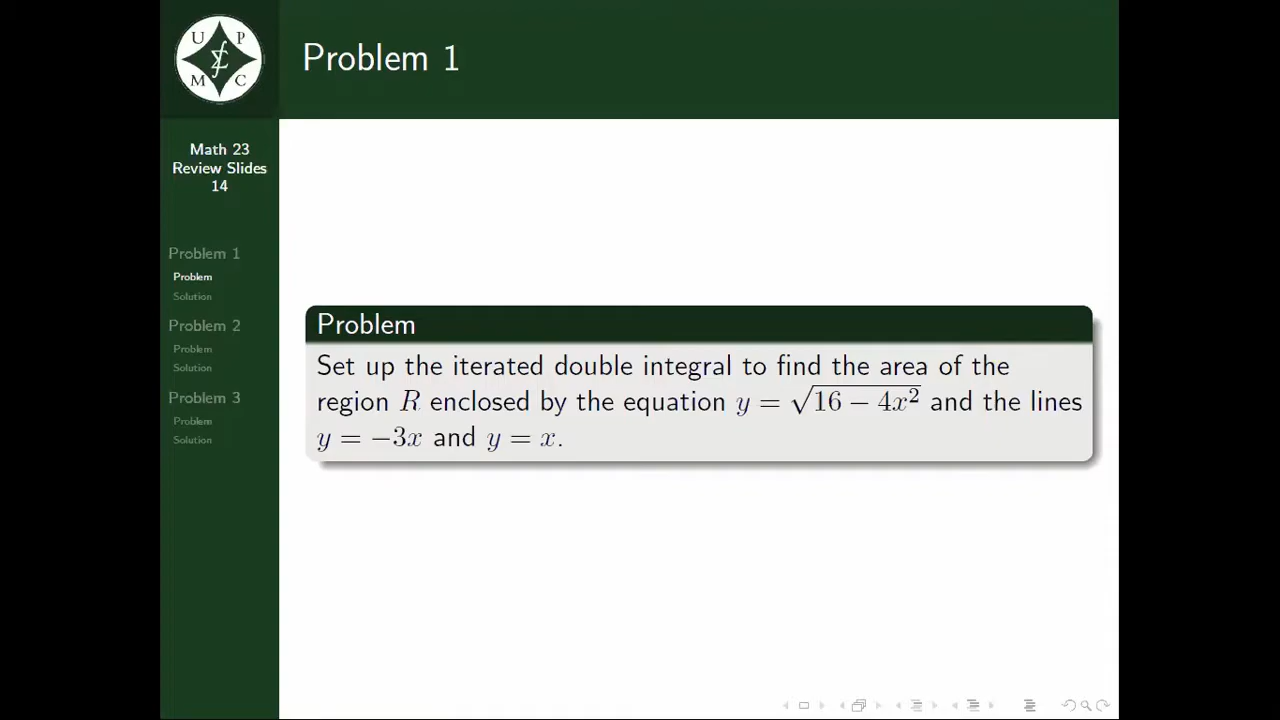 U P
M C
Problem 1
Math 23
Review Slides
14
Problem 1
Problem
Solution
Problem 2
Problem
Solution
Problem 3
Problem
Solution
Problem
Set up the iterated double integral to find the area of the
region R enclosed by the equation y = √(16 − 4x²) and the lines
y = −3x and y = x.